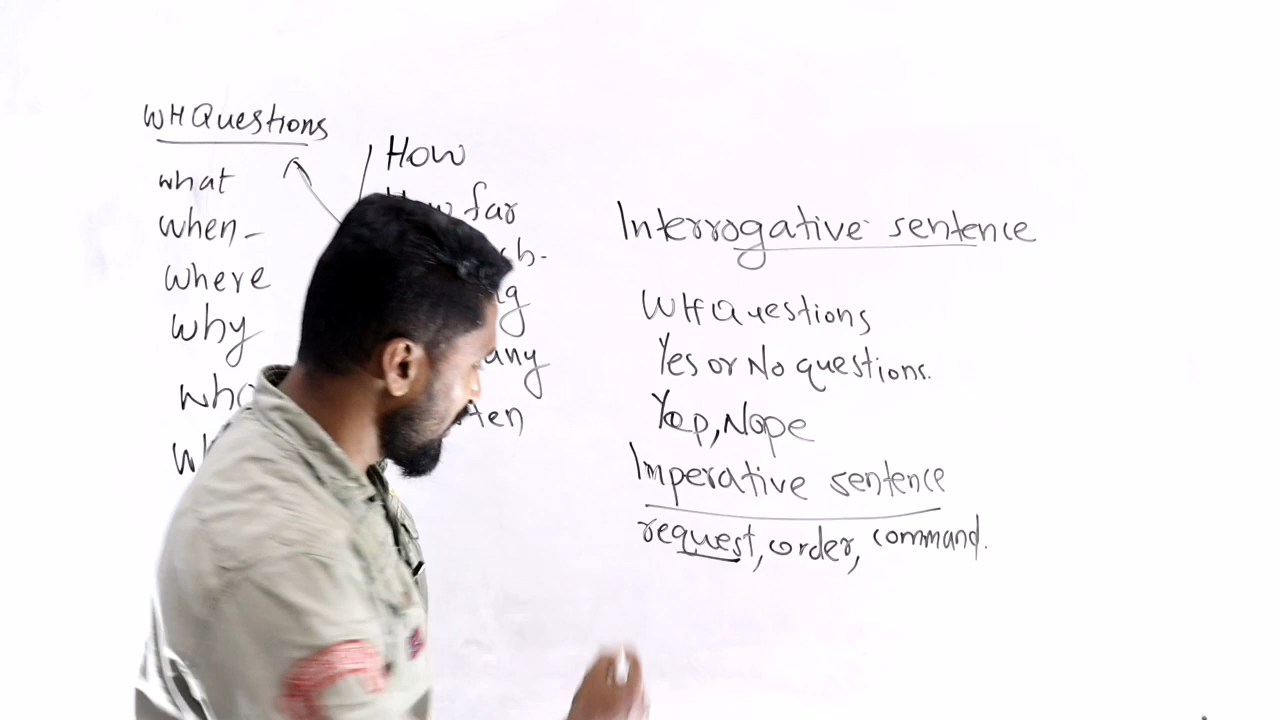 WH Questions
what
when -
where
why
How
far
Interrogative sentence
WH Questions
Yes or No questions.
Yep, Nope
Imperative sentence
request, order, command.